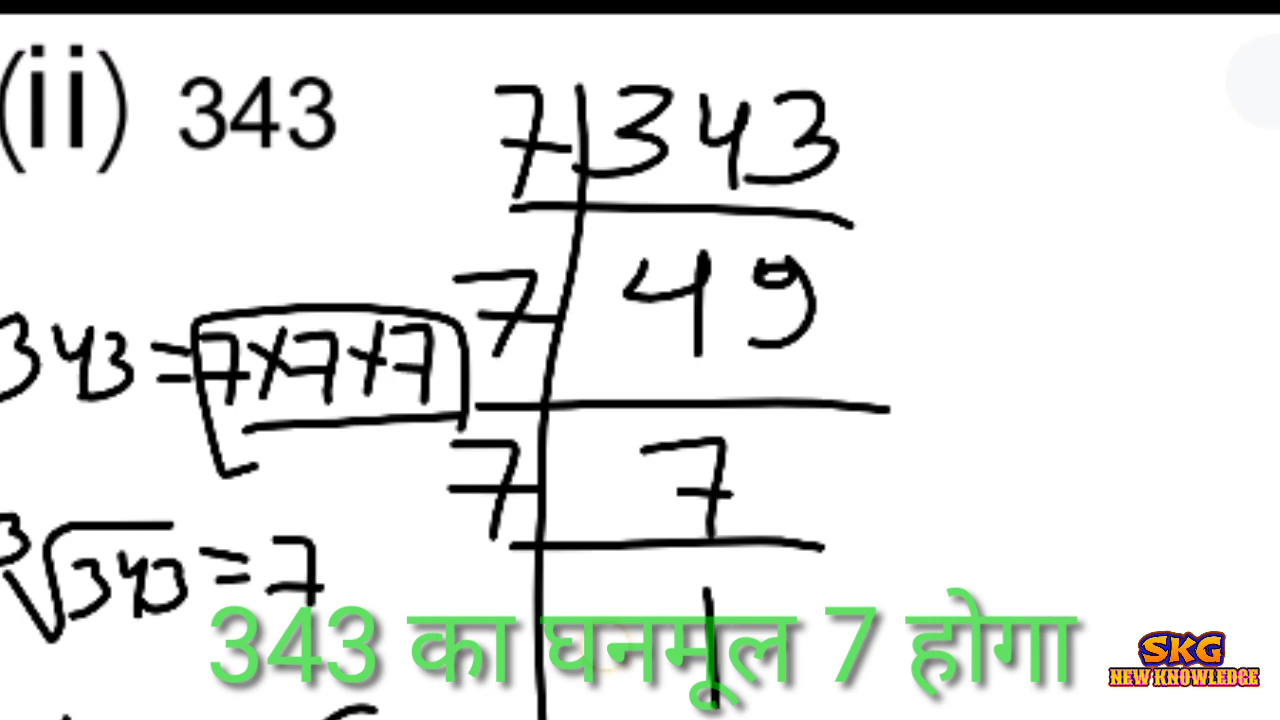 (ii) 343
7 343
7 49
343 = 7×7×7
7 7
³√343 = 7
1
343 का घनमूल 7 होगा
SKG
NEW KNOWLEDGE